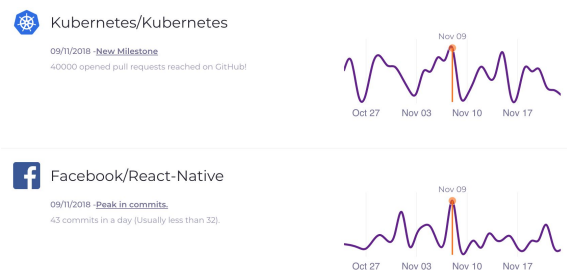 Kubernetes/Kubernetes
09/11/2018 -New Milestone
40000 opened pull requests reached on GitHub!
Nov 09
Oct 27 Nov 03 Nov 10 Nov 17
Facebook/React-Native
09/11/2018 -Peak in commits.
43 commits in a day (Usually less than 32).
Nov 09
Oct 27 Nov 03 Nov 10 Nov 17